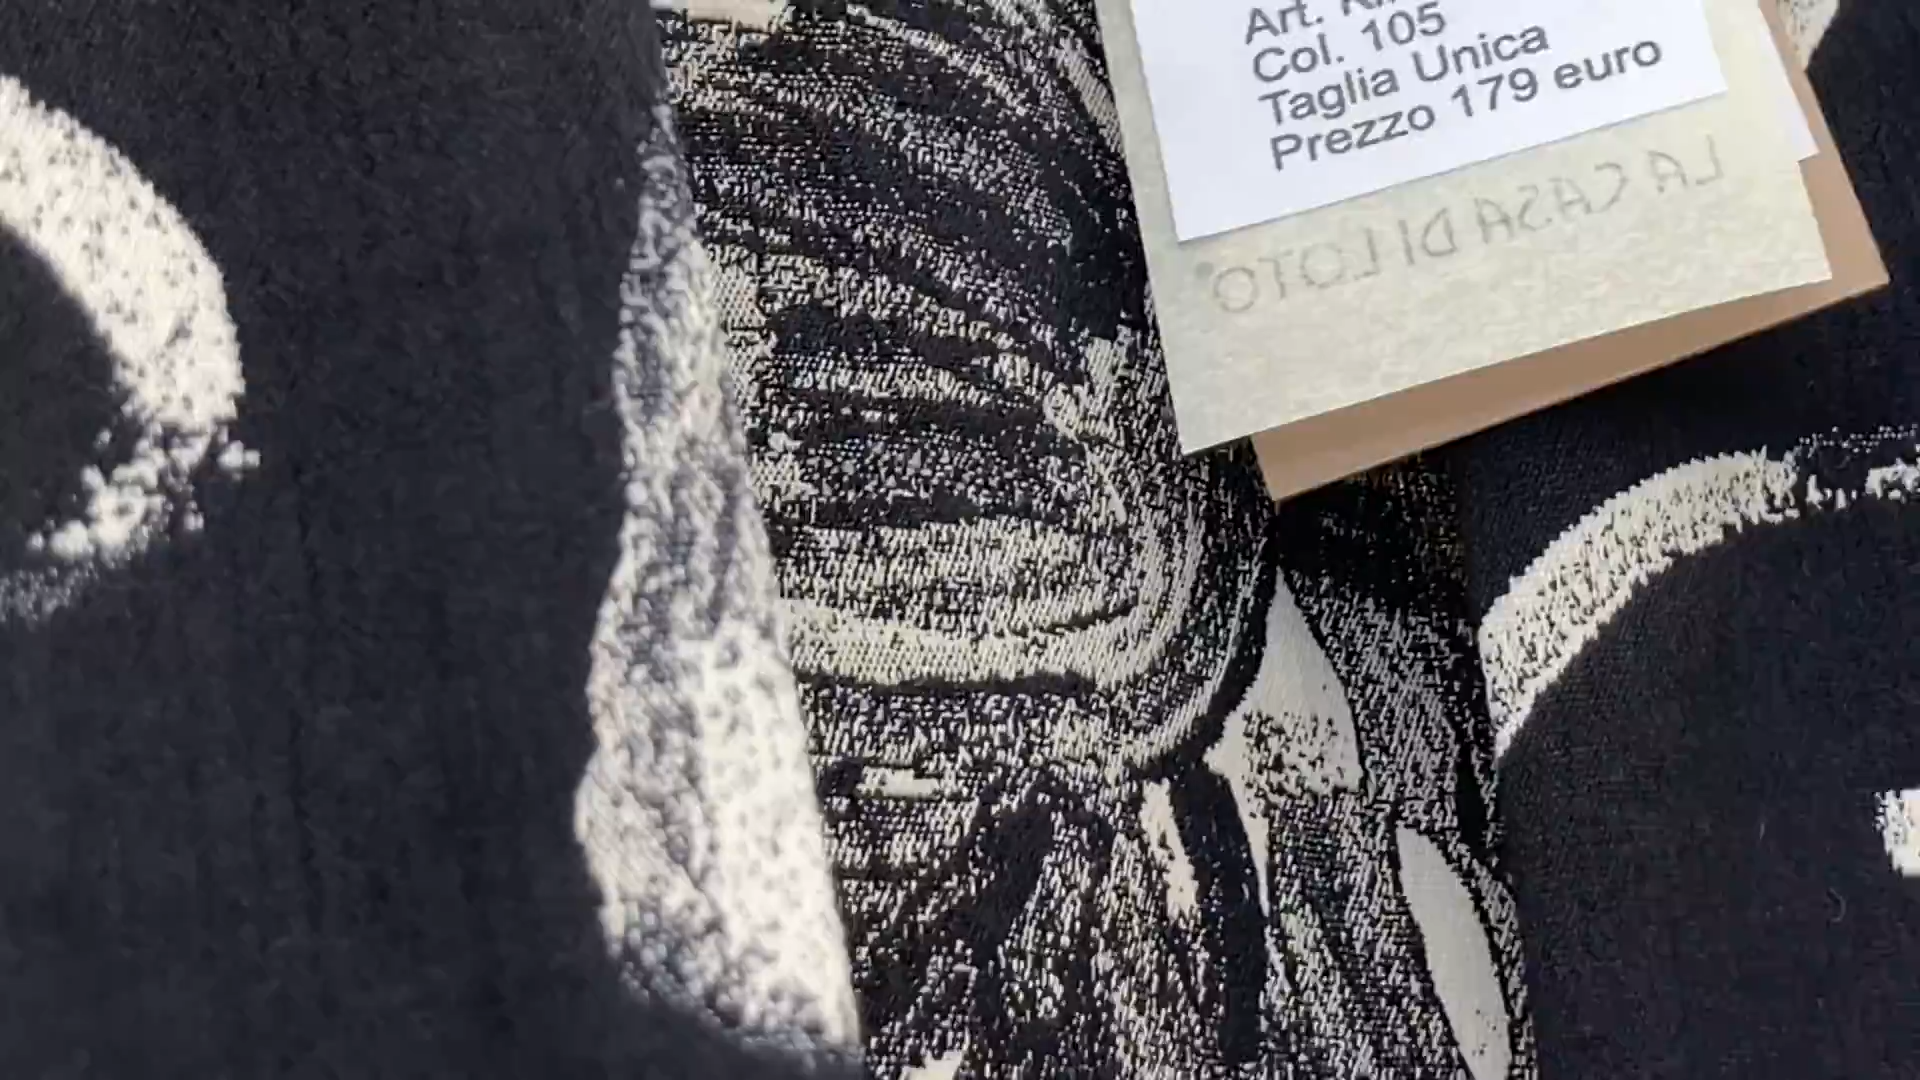 Art.
Col. 105
Taglia Unica
Prezzo 179 euro
LA CASA DI LOTO